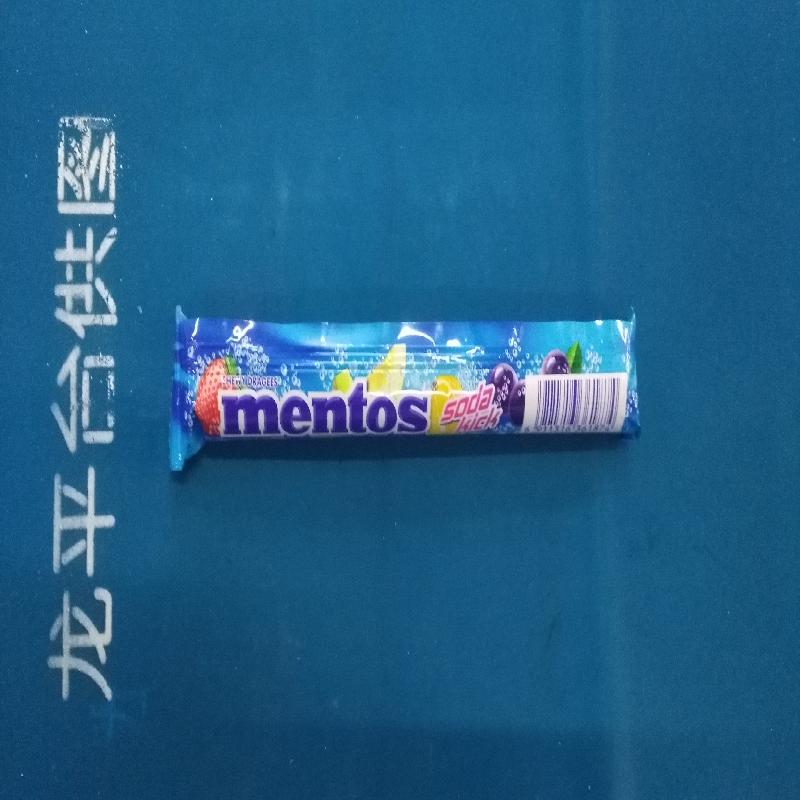 龙平台供图
CHEWY DRAGEES
mentos
soda
kick